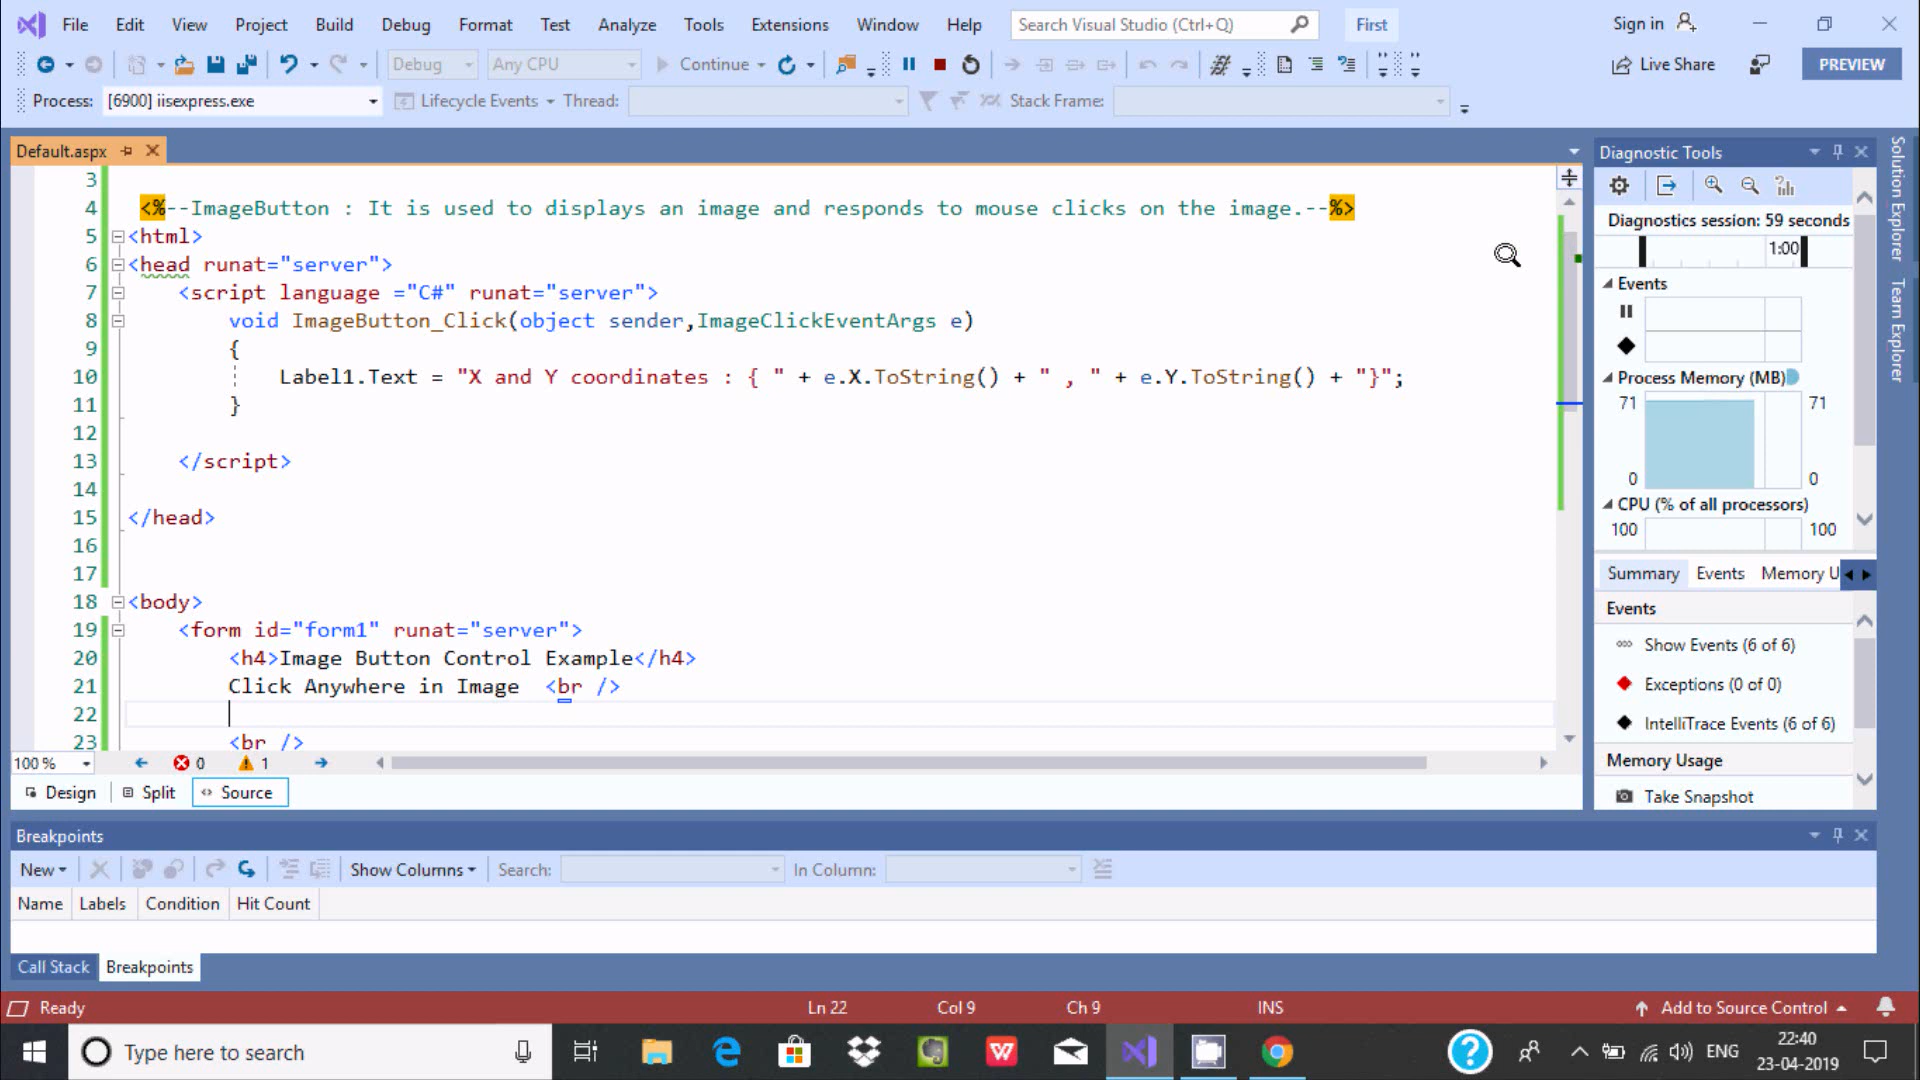 File Edit View Project Build Debug Format Test Analyze Tools Extensions Window Help Search Visual Studio (Ctrl+Q) First Sign in
Debug Any CPU Continue Live Share PREVIEW
Process: [6900] iisexpress.exe Lifecycle Events Thread: Stack Frame:
Default.aspx
3
4 <%--ImageButton : It is used to displays an image and responds to mouse clicks on the image.--%>
5 <html>
6 <head runat="server">
7 <script language ="C#" runat="server">
8 void ImageButton_Click(object sender,ImageClickEventArgs e)
9 {
10 Label1.Text = "X and Y coordinates : { " + e.X.ToString() + " , " + e.Y.ToString() + "}";
11 }
12
13 </script>
14
15 </head>
16
17
18 <body>
19 <form id="form1" runat="server">
20 <h4>Image Button Control Example</h4>
21 Click Anywhere in Image <br />
22
23 <br />
100 % 0 1
Design Split Source
Diagnostic Tools
Diagnostics session: 59 seconds
1:00
Events
Process Memory (MB)
71 71
0 0
CPU (% of all processors)
100 100
Summary Events Memory U
Events
Show Events (6 of 6)
Exceptions (0 of 0)
IntelliTrace Events (6 of 6)
Memory Usage
Take Snapshot
Solution Explorer
Team Explorer
Breakpoints
New Show Columns Search: In Column:
Name Labels Condition Hit Count
Call Stack Breakpoints
Ready Ln 22 Col 9 Ch 9 INS Add to Source Control
Type here to search ENG 22:40
23-04-2019